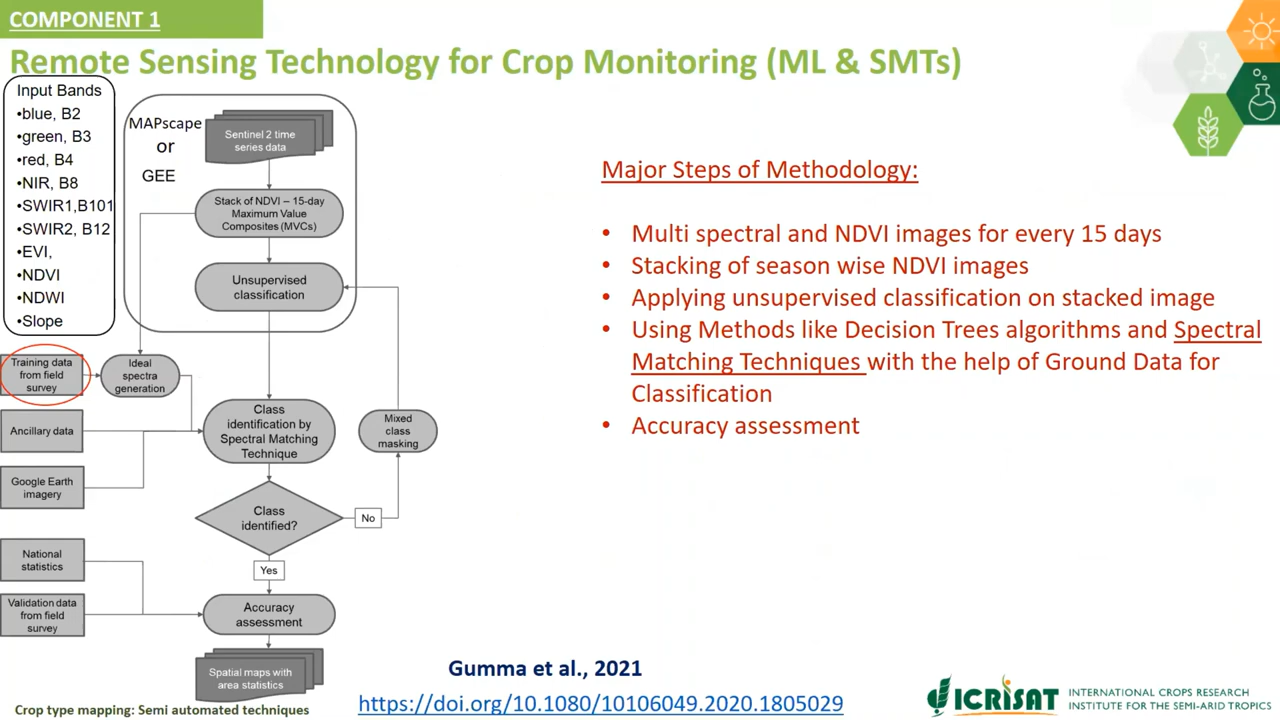 COMPONENT 1
Remote Sensing Technology for Crop Monitoring (ML & SMTs)
Input Bands
•blue, B2
•green, B3
•red, B4
•NIR, B8
•SWIR1,B101
•SWIR2, B12
•EVI,
•NDVI
•NDWI
•Slope
MAPscape
or
GEE
Sentinel 2 time
series data
Stack of NDVI – 15-day
Maximum Value
Composites (MVCs)
Unsupervised
classification
Training data
from field
survey
Ideal
spectra
generation
Ancillary data
Google Earth
imagery
Class
identification by
Spectral Matching
Technique
Mixed
class
masking
Class
identified?
No
Yes
National
statistics
Validation data
from field
survey
Accuracy
assessment
Spatial maps with
area statistics
Crop type mapping: Semi automated techniques
Major Steps of Methodology:
• Multi spectral and NDVI images for every 15 days
• Stacking of season wise NDVI images
• Applying unsupervised classification on stacked image
• Using Methods like Decision Trees algorithms and Spectral
Matching Techniques with the help of Ground Data for
Classification
• Accuracy assessment
Gumma et al., 2021
https://doi.org/10.1080/10106049.2020.1805029
ICRISAT
INTERNATIONAL CROPS RESEARCH
INSTITUTE FOR THE SEMI-ARID TROPICS